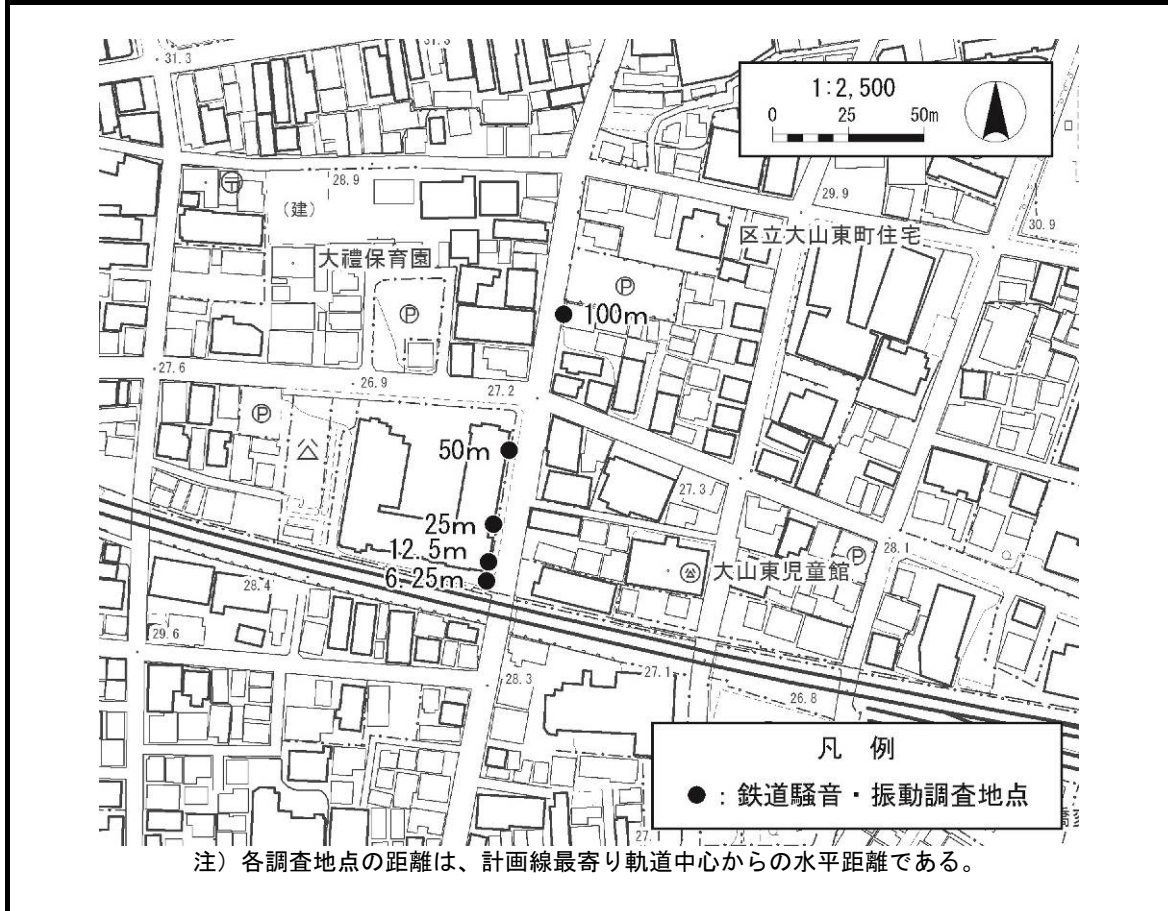 31.3
31.3
1:2,500
0 25 50m
28.9
(建)
29.9
大禮保育園
区立大山東町住宅
30.9
Ⓟ
Ⓟ
100m
27.6
26.9
27.2
Ⓟ
50m
27.3
25m
12.5m
6.25m
大山東児童館
Ⓟ
28.1
28.4
29.6
28.3
27.1
26.8
凡 例
●:鉄道騒音・振動調査地点
27.1
注)各調査地点の距離は、計画線最寄り軌道中心からの水平距離である。